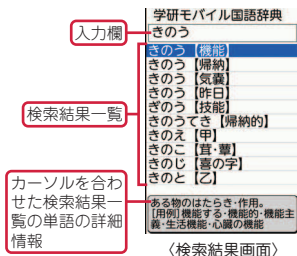 学研モバイル国語辞典
入力欄
きのう
検索結果一覧
きのう【機能】
きのう【帰納】
きのう【気嚢】
きのう【昨日】
ぎのう【技能】
きのうてき【帰納的】
きのえ【甲】
きのこ【茸・蕈】
きのじ【喜の字】
きのと【乙】
カーソルを合わ
せた検索結果一
覧の単語の詳細
情報
ある物のはたらき・作用。
[用例]機能する・機能的・機能主
義・生活機能・心臓の機能
〈検索結果画面〉